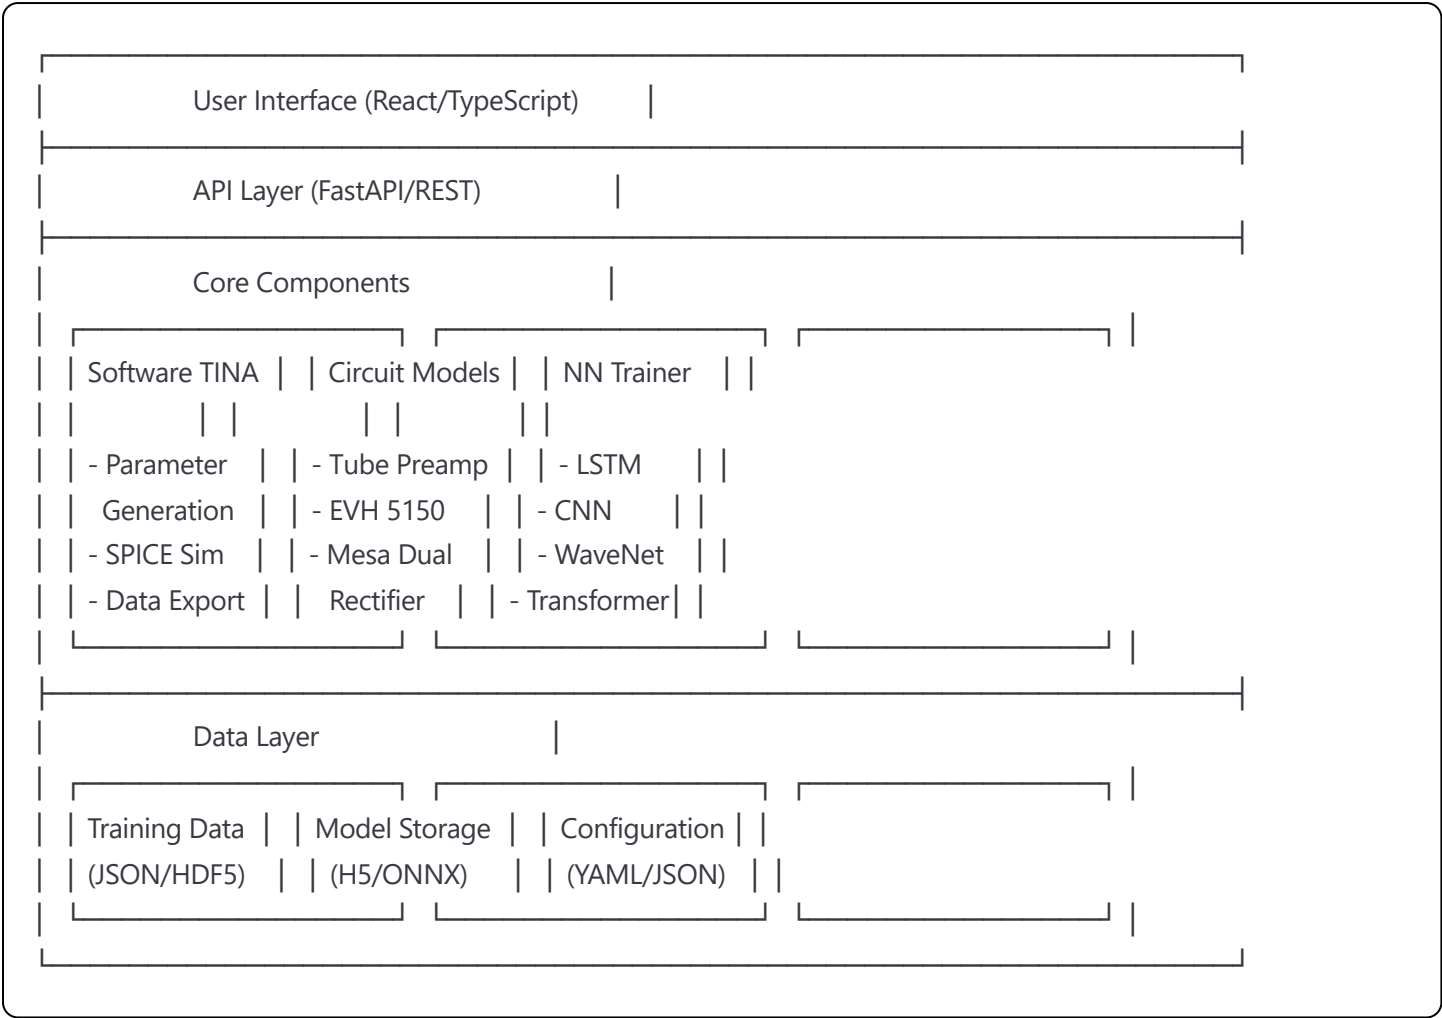 User Interface (React/TypeScript)
API Layer (FastAPI/REST)
Core Components
Software TINA Circuit Models NN Trainer
- Parameter - Tube Preamp - LSTM
Generation - EVH 5150 - CNN
- SPICE Sim - Mesa Dual - WaveNet
- Data Export Rectifier - Transformer
Data Layer
Training Data Model Storage Configuration
(JSON/HDF5) (H5/ONNX) (YAML/JSON)